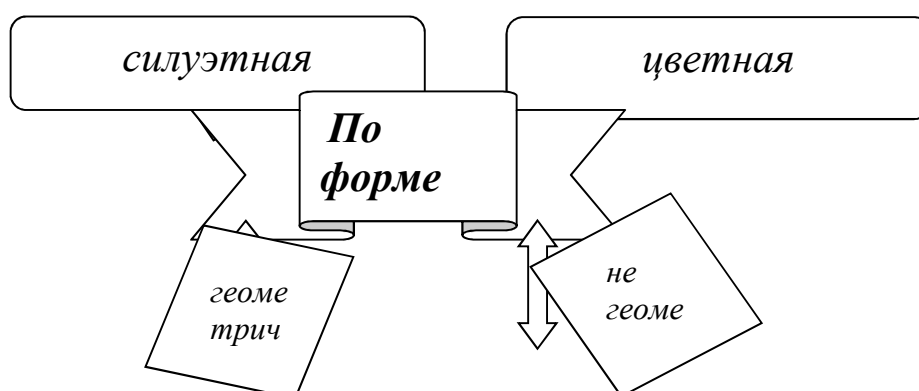 силуэтная
цветная
По
форме
геоме
трич
не
геоме